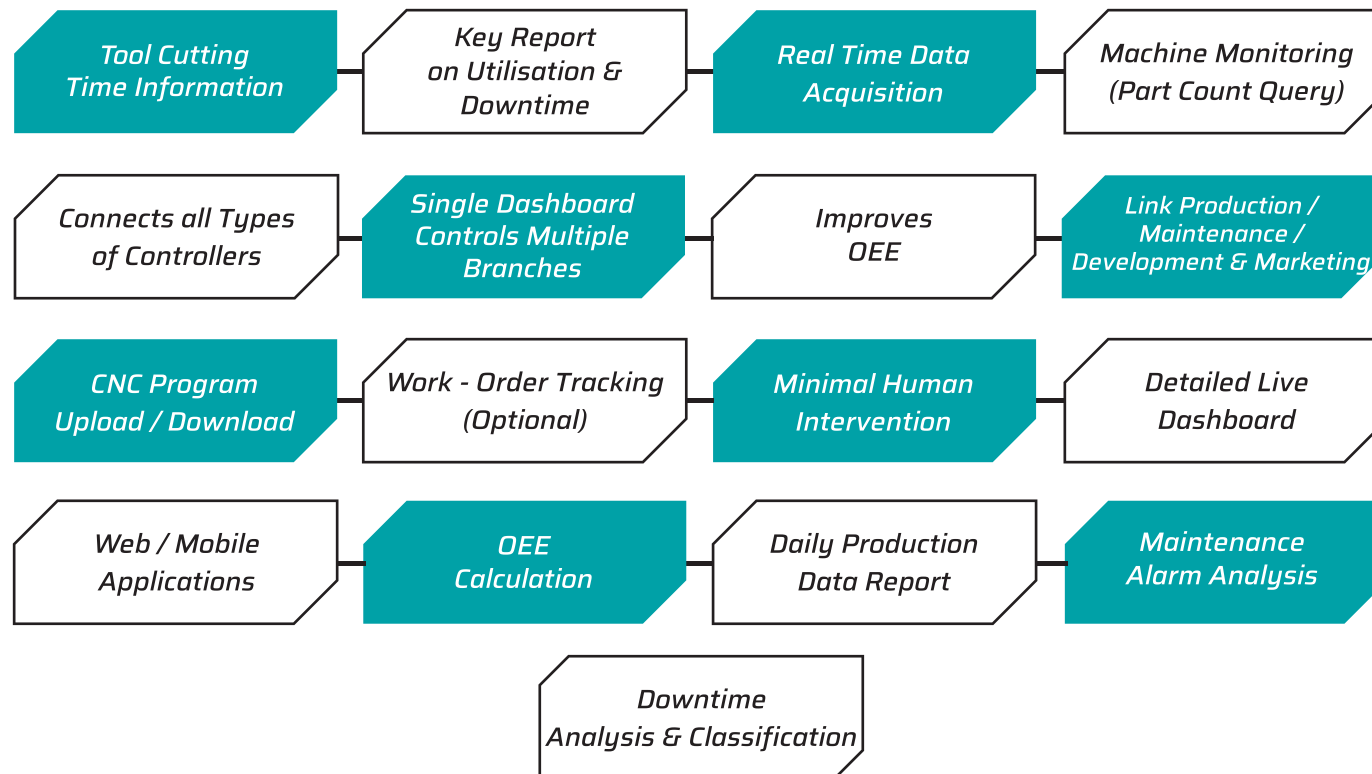 Tool Cutting
Time Information
Key Report
on Utilisation &
Downtime
Real Time Data
Acquisition
Machine Monitoring
(Part Count Query)
Connects all Types
of Controllers
Single Dashboard
Controls Multiple
Branches
Improves
OEE
Link Production /
Maintenance /
Development & Marketing
CNC Program
Upload / Download
Work - Order Tracking
(Optional)
Minimal Human
Intervention
Detailed Live
Dashboard
Web / Mobile
Applications
OEE
Calculation
Daily Production
Data Report
Maintenance
Alarm Analysis
Downtime
Analysis & Classification